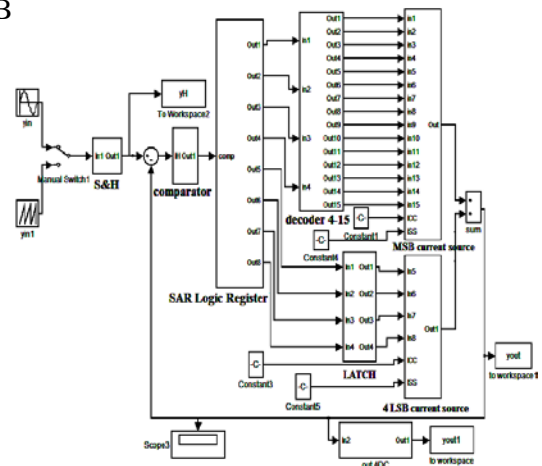 B
yin
Manual Switch1
yin1
In1 Out1
S&H
yH
To Workspace2
IH Out1
comparator
comp
Out1
Out2
Out3
Out4
Out5
Out6
Out7
Out8
SAR Logic Register
in1
in2
in3
in4
Out1
Out2
Out3
Out4
Out5
Out6
Out7
Out8
Out9
Out10
Out11
Out12
Out13
Out14
Out15
decoder 4-15
in1
in2
in3
in4
in5
in6
in7
in8
in9
in10
in11
in12
in13
in14
in15
ICC
ISS
Out
MSB current source
-C-
Constant1
-C-
Constant4
In1 Out1
In2 Out2
In3 Out3
In4 Out4
LATCH
In5
In6
In7
In8
ICC
ISS
Out1
4 LSB current source
-C-
Constant3
-C-
Constant5
sum
yout
to workspace1
Scope3
In2 Out1
out ADC
yout1
to workspace